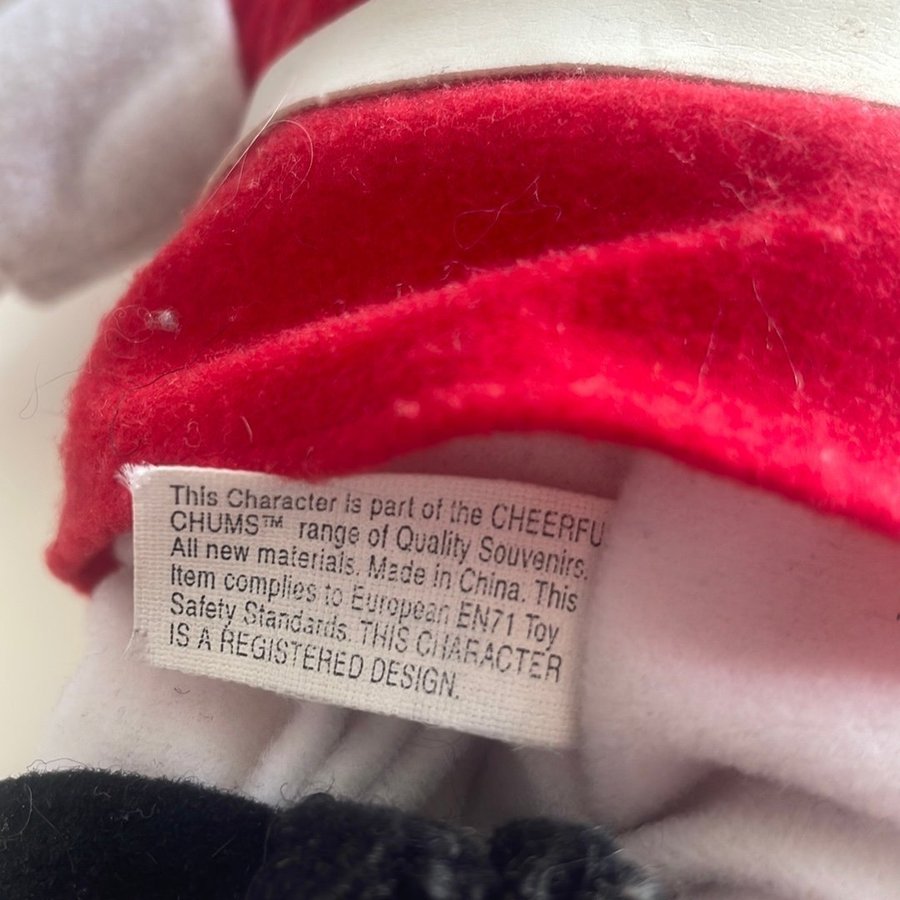 This Character is part of the CHEERFU
CHUMS™ range of Quality Souvenirs.
All new materials. Made in China. This
Item complies to European EN71 Toy
Safety Standards. THIS CHARACTER
IS A REGISTERED DESIGN.